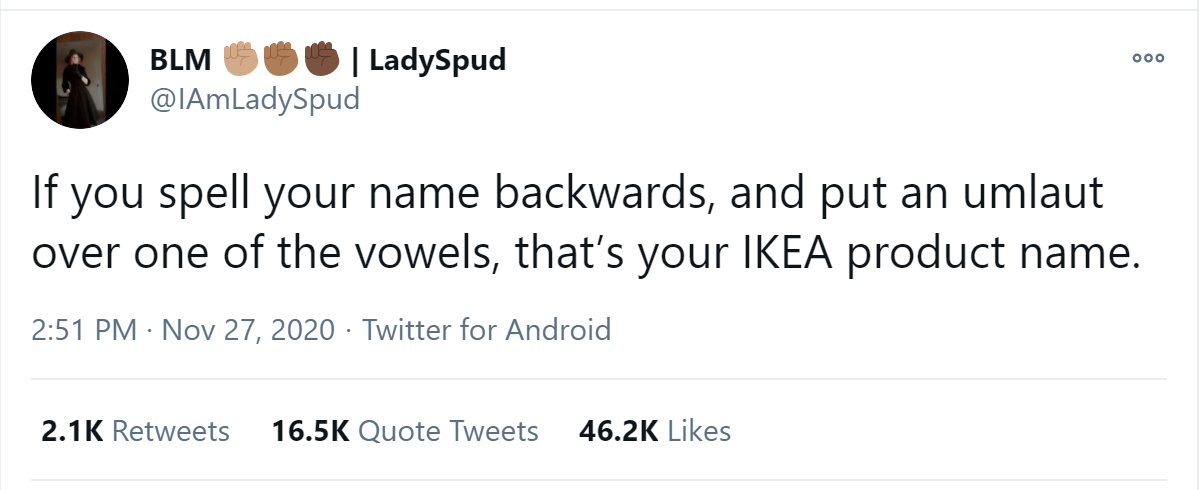 BLM ✊🏼✊🏽✊🏾 | LadySpud
@IAmLadySpud
If you spell your name backwards, and put an umlaut
over one of the vowels, that's your IKEA product name.
2:51 PM · Nov 27, 2020 · Twitter for Android
2.1K Retweets 16.5K Quote Tweets 46.2K Likes